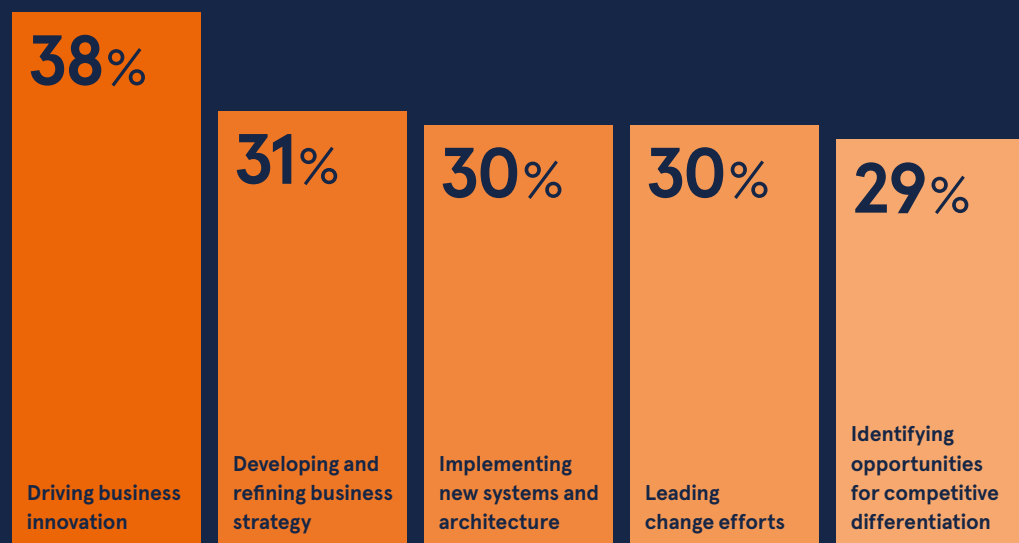 38%
Driving business
innovation
31%
Developing and
refining business
strategy
30%
Implementing
new systems and
architecture
30%
Leading
change efforts
29%
Identifying
opportunities
for competitive
differentiation